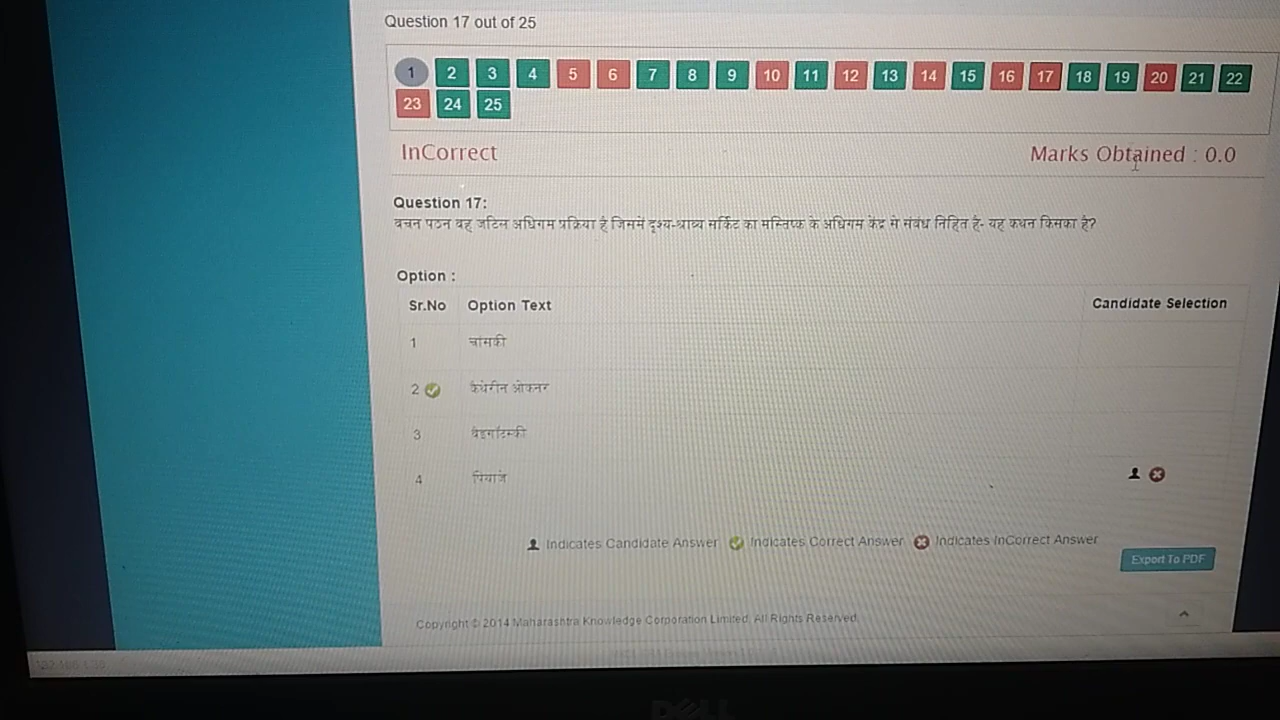 Question 17 out of 25
1 2 3 4 5 6 7 8 9 10 11 12 13 14 15 16 17 18 19 20 21 22
23 24 25
InCorrect Marks Obtained : 0.0
Question 17:
वचन पठन वह जटिल अधिगम प्रक्रिया है जिसमें दृश्य-श्राव्य सर्किट का मस्तिष्क के अधिगम केंद्र से संबंध निहित है- यह कथन किसका है?
Option :
Sr.No Option Text Candidate Selection
1 चांमकी
2 कैथेरीन ओकनर
3 वैडगॉटस्की
4 पियाजे
Indicates Candidate Answer Indicates Correct Answer Indicates InCorrect Answer
Export To PDF
Copyright © 2014 Maharashtra Knowledge Corporation Limited. All Rights Reserved.
DELL